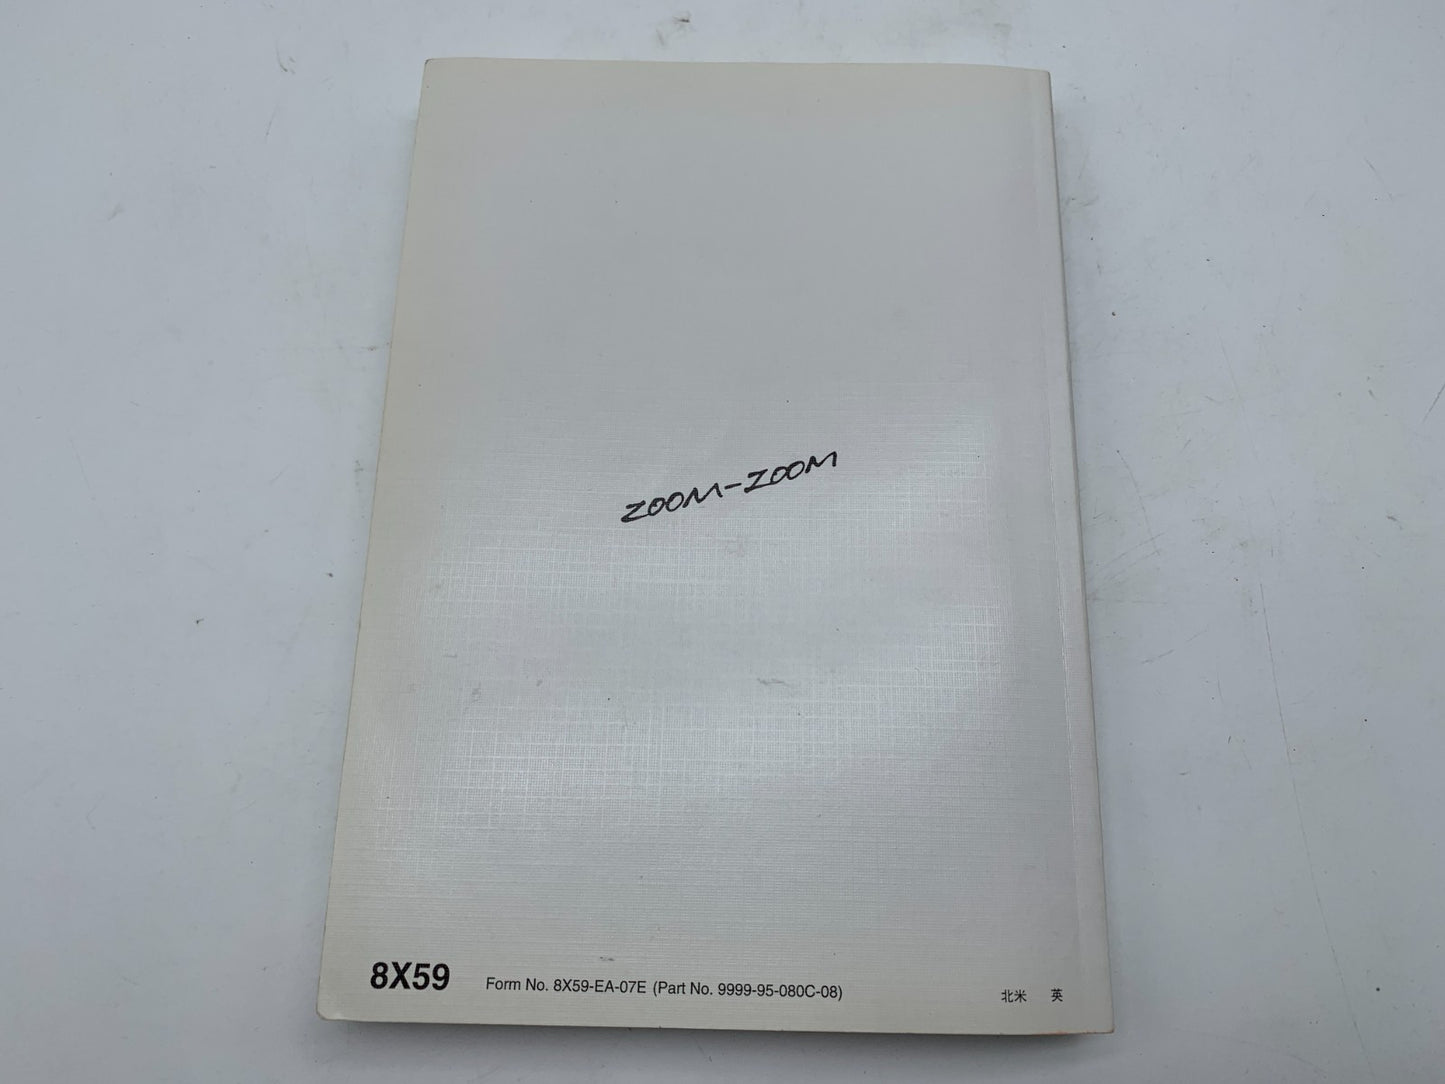 ZOOM-ZOOM
8X59 Form No. 8X59-EA-07E (Part No. 9999-95-080C-08) 北米 英